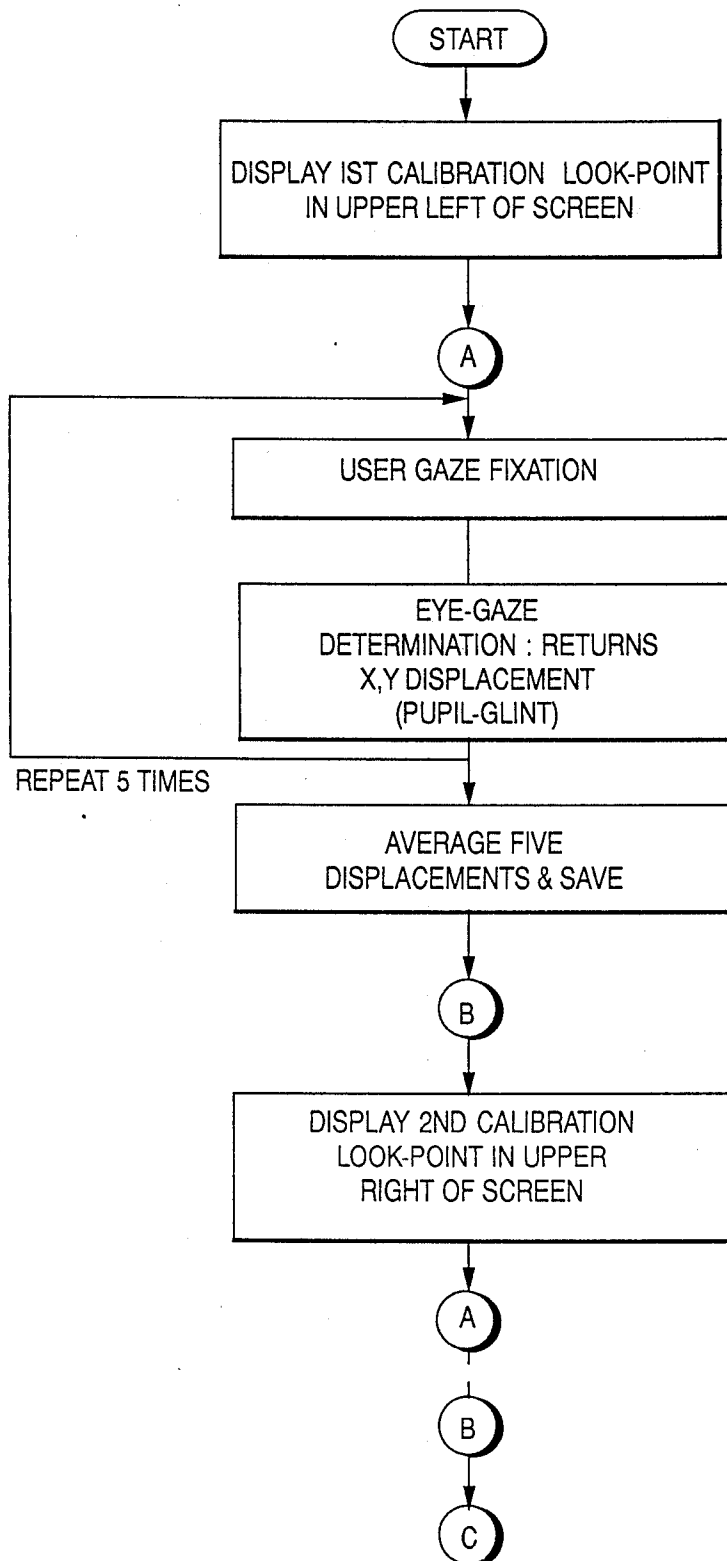 START
DISPLAY IST CALIBRATION LOOK-POINT
IN UPPER LEFT OF SCREEN
A
USER GAZE FIXATION
EYE-GAZE
DETERMINATION : RETURNS
X,Y DISPLACEMENT
(PUPIL-GLINT)
REPEAT 5 TIMES
AVERAGE FIVE
DISPLACEMENTS & SAVE
B
DISPLAY 2ND CALIBRATION
LOOK-POINT IN UPPER
RIGHT OF SCREEN
A
B
C